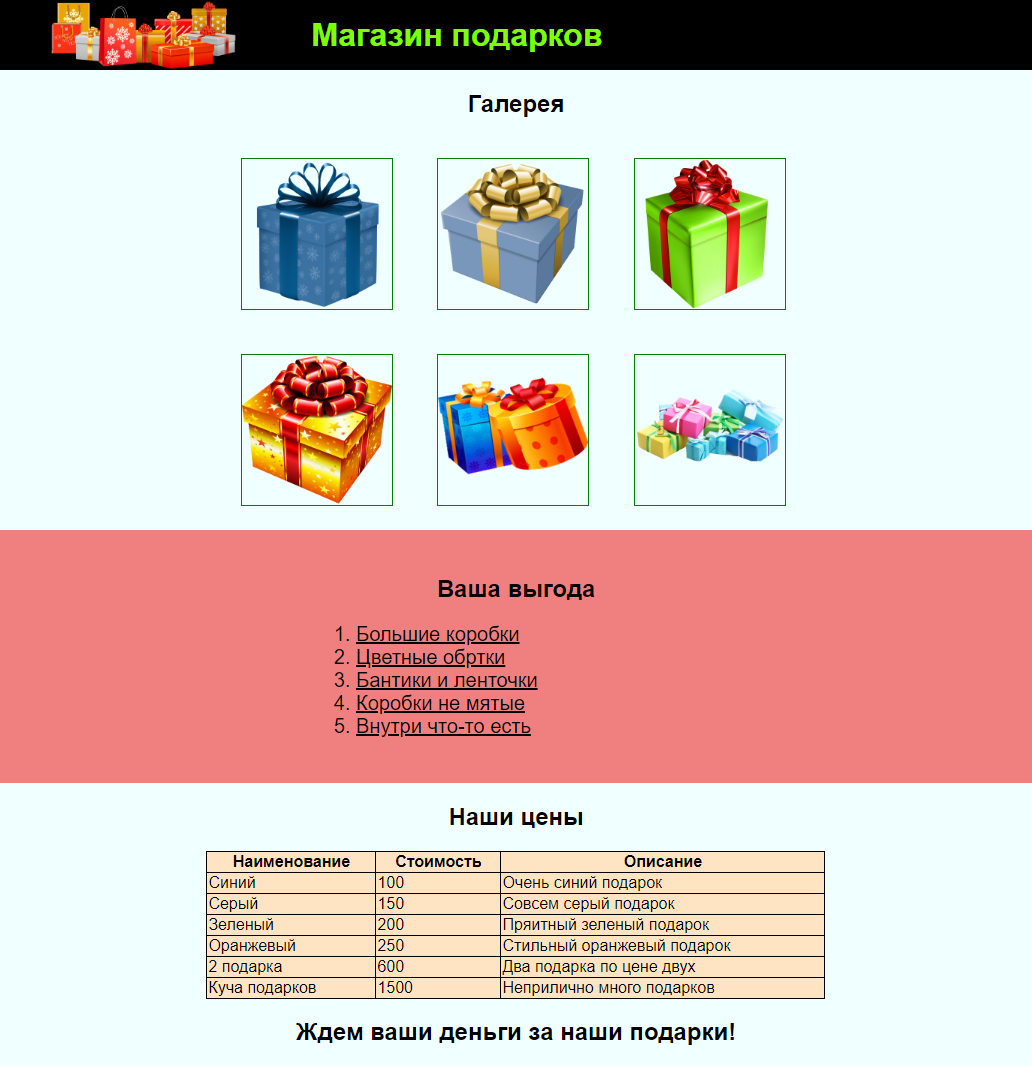 Магазин подарков
Галерея
Ваша выгода
1. Большие коробки
2. Цветные обртки
3. Бантики и ленточки
4. Коробки не мятые
5. Внутри что-то есть
Наши цены
Наименование Стоимость Описание
Синий 100 Очень синий подарок
Серый 150 Совсем серый подарок
Зеленый 200 Пряитный зеленый подарок
Оранжевый 250 Стильный оранжевый подарок
2 подарка 600 Два подарка по цене двух
Куча подарков 1500 Неприлично много подарков
Ждем ваши деньги за наши подарки!